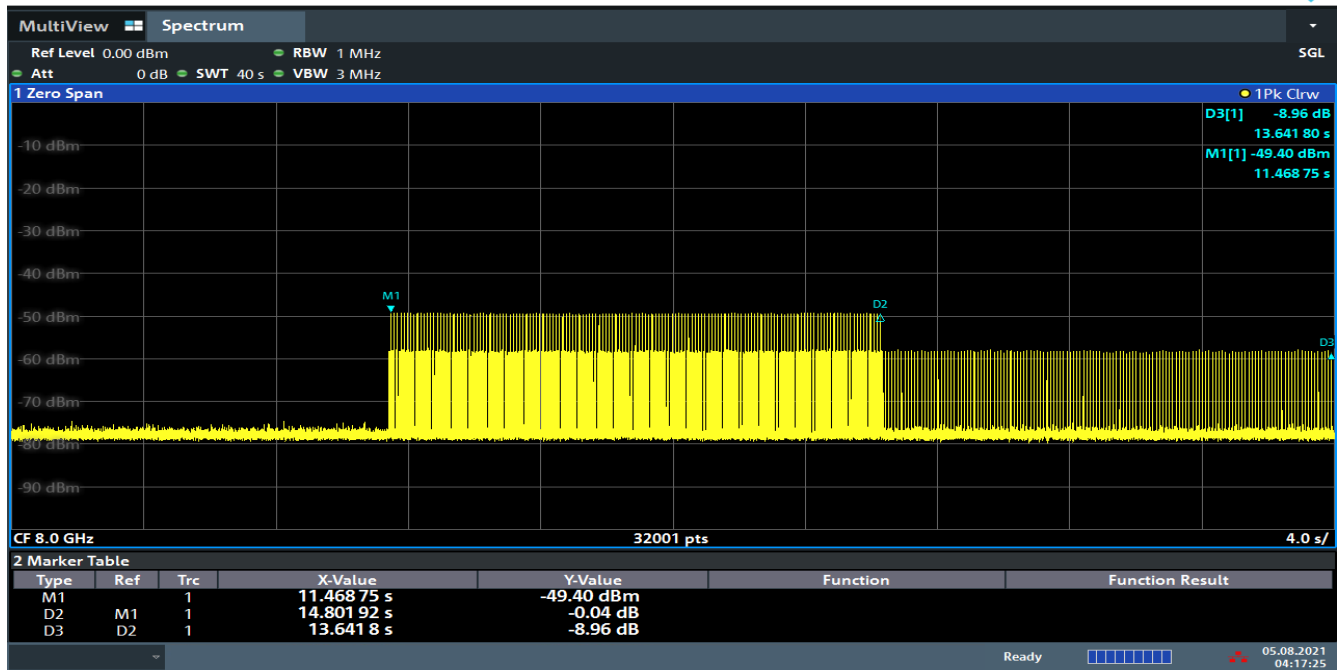 MultiView Spectrum
Ref Level 0.00 dBm RBW 1 MHz SGL
Att 0 dB SWT 40 s VBW 3 MHz
1 Zero Span 1Pk Clrw
D3[1] -8.96 dB
13.641 80 s
M1[1] -49.40 dBm
11.468 75 s
-10 dBm
-20 dBm
-30 dBm
-40 dBm
M1
D2
-50 dBm
D3
-60 dBm
-70 dBm
-80 dBm
-90 dBm
CF 8.0 GHz 32001 pts 4.0 s/
2 Marker Table
Type Ref Trc X-Value Y-Value Function Function Result
M1 1 11.468 75 s -49.40 dBm
D2 M1 1 14.801 92 s -0.04 dB
D3 D2 1 13.641 8 s -8.96 dB
Ready 05.08.2021
04:17:25